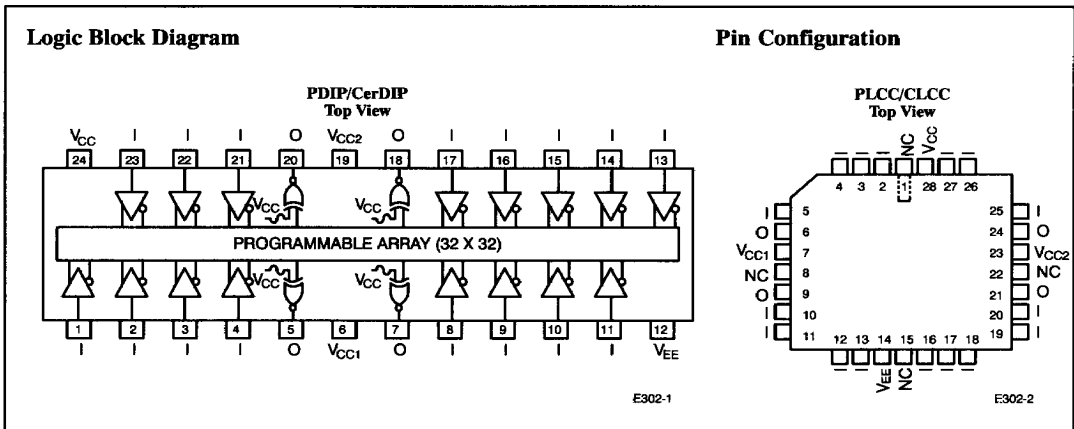 Logic Block Diagram
Pin Configuration
PDIP/CerDIP
Top View
VCC I I I O VCC2 O I I I I I
24 23 22 21 20 19 18 17 16 15 14 13
VCC VCC
PROGRAMMABLE ARRAY (32 X 32)
VCC VCC
1 2 3 4 5 6 7 8 9 10 11 12
I I I I O VCC1 O I I I I VEE
E302-1
PLCC/CLCC
Top View
I I I NC VCC I I
4 3 2 1 28 27 26
I 5 25 I
O 6 24 O
VCC1 7 23 VCC2
NC 8 22 NC
O 9 21 O
I 10 20 I
I 11 19 I
12 13 14 15 16 17 18
I I VEE NC I I I
E302-2